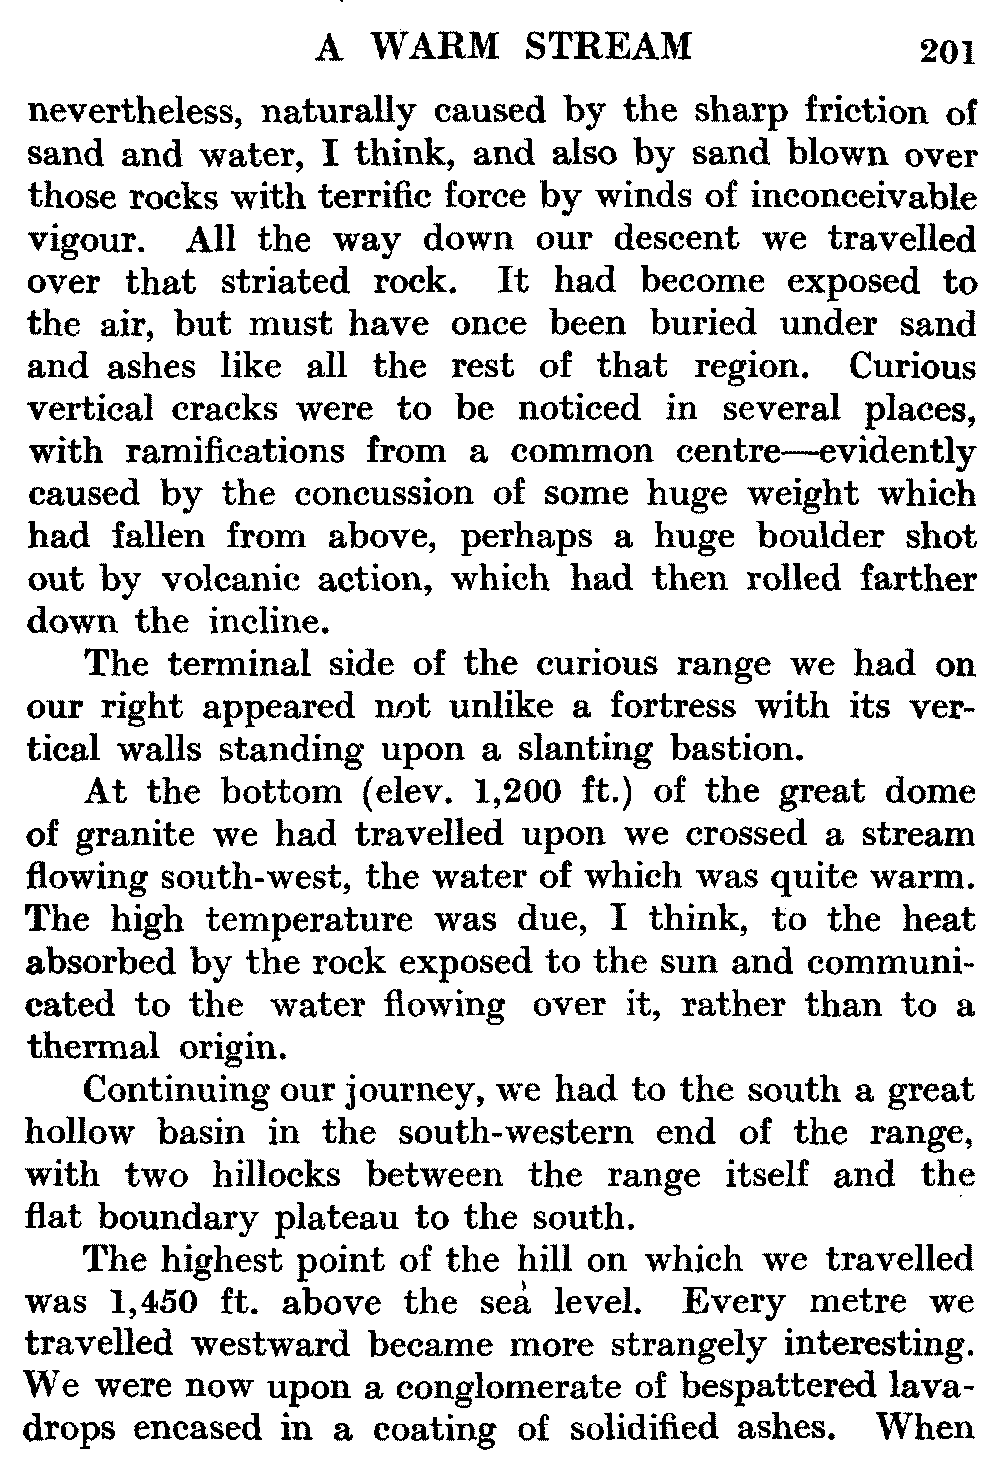 A WARM STREAM 201
nevertheless, naturally caused by the sharp friction of
sand and water, I think, and also by sand blown over
those rocks with terrific force by winds of inconceivable
vigour. All the way down our descent we travelled
over that striated rock. It had become exposed to
the air, but must have once been buried under sand
and ashes like all the rest of that region. Curious
vertical cracks were to be noticed in several places,
with ramifications from a common centre—evidently
caused by the concussion of some huge weight which
had fallen from above, perhaps a huge boulder shot
out by volcanic action, which had then rolled farther
down the incline.
The terminal side of the curious range we had on
our right appeared not unlike a fortress with its ver-
tical walls standing upon a slanting bastion.
At the bottom (elev. 1,200 ft.) of the great dome
of granite we had travelled upon we crossed a stream
flowing south-west, the water of which was quite warm.
The high temperature was due, I think, to the heat
absorbed by the rock exposed to the sun and communi-
cated to the water flowing over it, rather than to a
thermal origin.
Continuing our journey, we had to the south a great
hollow basin in the south-western end of the range,
with two hillocks between the range itself and the
flat boundary plateau to the south.
The highest point of the hill on which we travelled
was 1,450 ft. above the sea level. Every metre we
travelled westward became more strangely interesting.
We were now upon a conglomerate of bespattered lava-
drops encased in a coating of solidified ashes. When